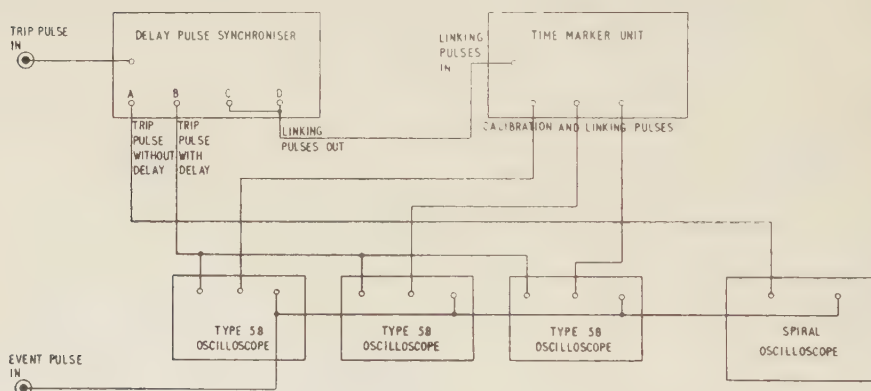 TRIP PULSE
IN
DELAY PULSE SYNCHRONISER
LINKING
PULSES
IN
TIME MARKER UNIT
A
B
C
D
TRIP
PULSE
WITHOUT
DELAY
TRIP
PULSE
WITH
DELAY
LINKING
PULSES OUT
CALIBRATION AND LINKING PULSES
TYPE 58
OSCILLOSCOPE
TYPE 58
OSCILLOSCOPE
TYPE 58
OSCILLOSCOPE
SPIRAL
OSCILLOSCOPE
EVENT PULSE
IN